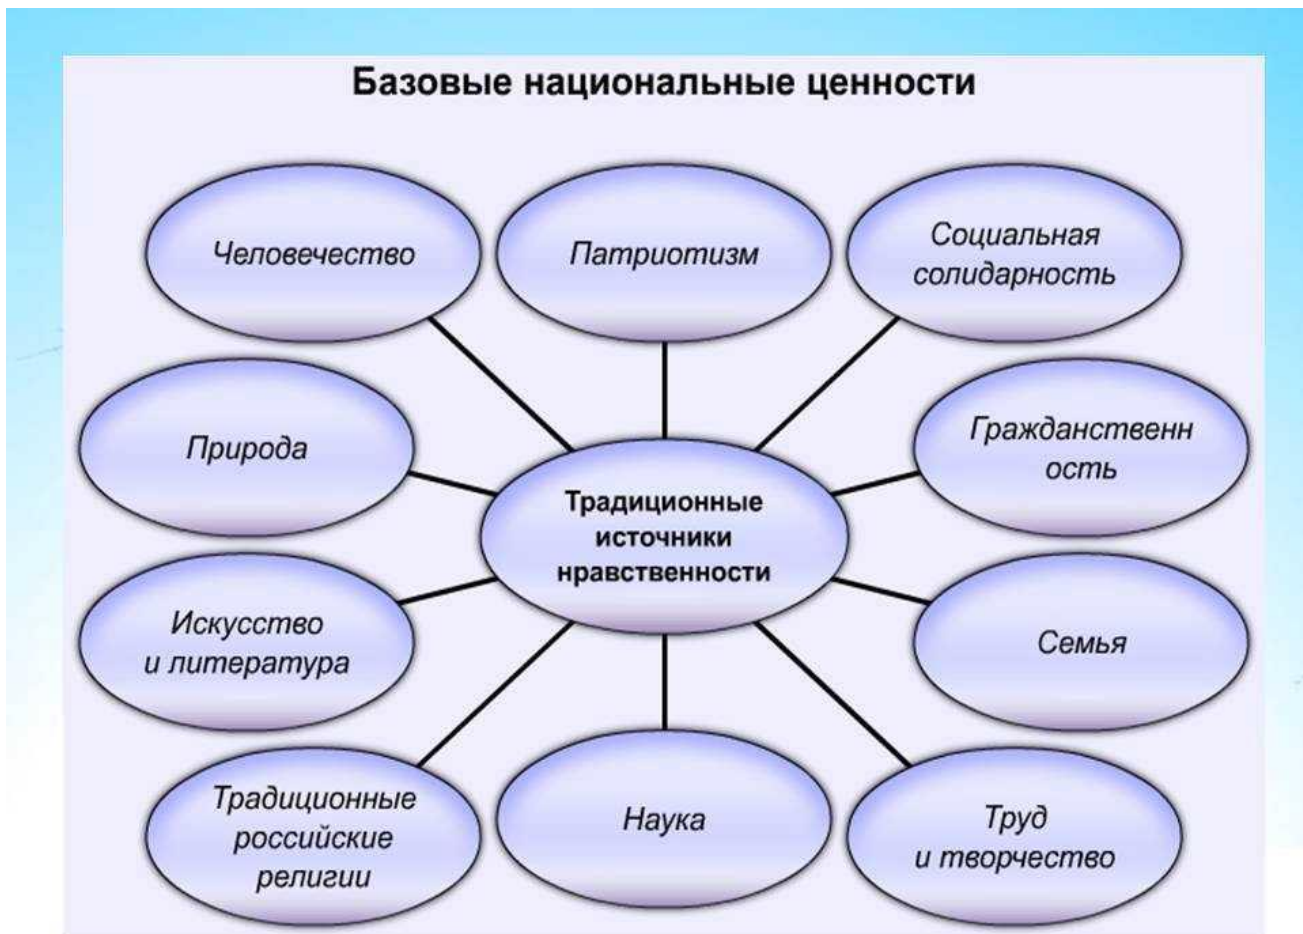 Базовые национальные ценности
Человечество
Патриотизм
Социальная
солидарность
Природа
Гражданственн
ость
Традиционные
источники
нравственности
Искусство
и литература
Семья
Традиционные
российские
религии
Наука
Труд
и творчество